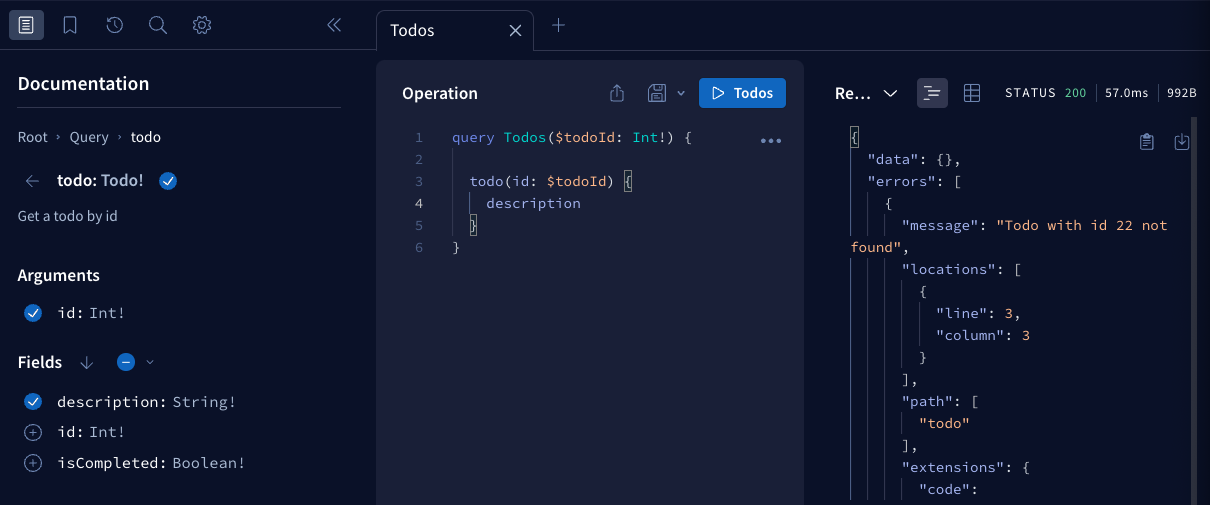 Documentation
Root › Query › todo
todo: Todo!
Get a todo by id
Arguments
id: Int!
Fields
description: String!
id: Int!
isCompleted: Boolean!
Todos
Operation
Todos
1 query Todos($todoId: Int!) {
2
3 todo(id: $todoId) {
4 description
5 }
6 }
Re... STATUS 200 57.0ms 992B
{
"data": {},
"errors": [
{
"message": "Todo with id 22 not
found",
"locations": [
{
"line": 3,
"column": 3
}
],
"path": [
"todo"
],
"extensions": {
"code":